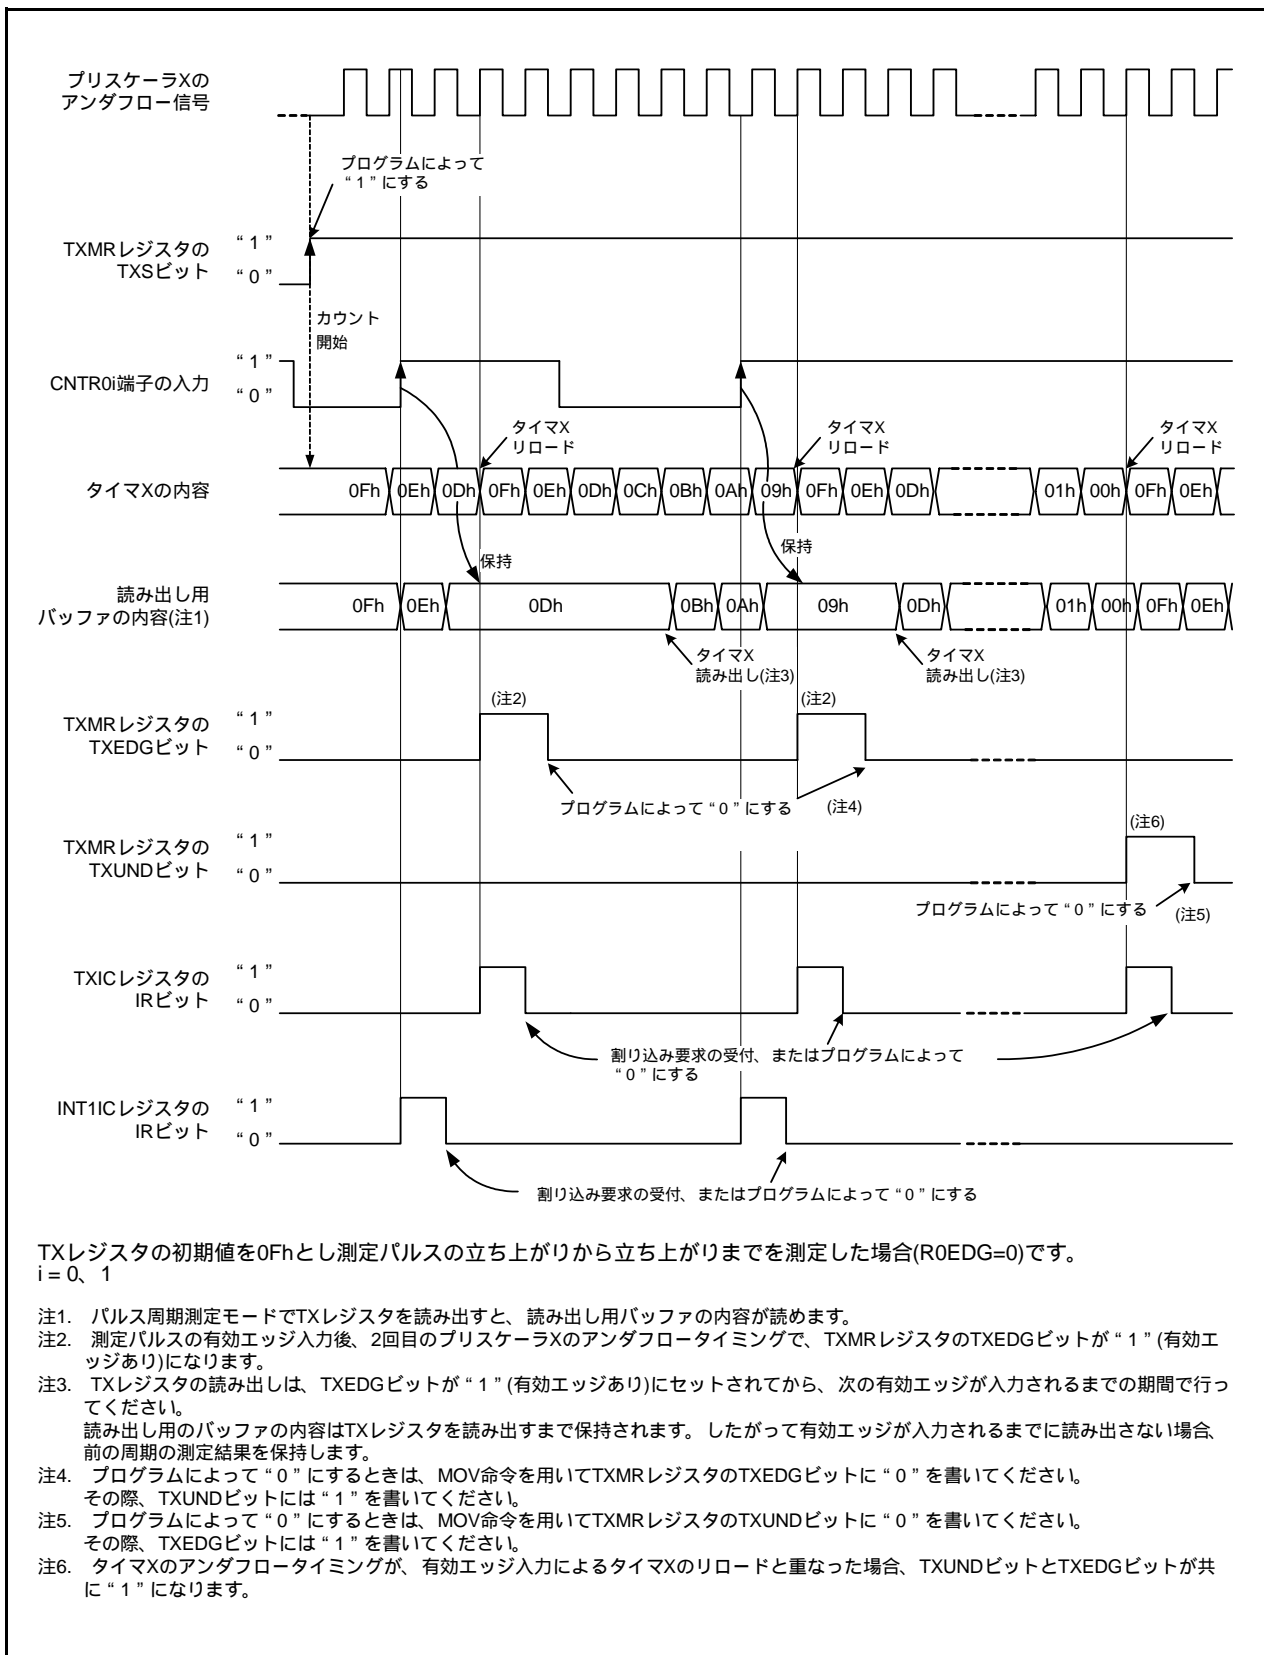 プリスケーラXの
アンダフロー信号
プログラムによって
“1”にする
TXMRレジスタの
TXSビット
“1”
“0”
カウント
開始
CNTR0i端子の入力
“1”
“0”
タイマX
リロード
タイマX
リロード
タイマX
リロード
タイマXの内容
0Fh 0Eh 0Dh 0Fh 0Eh 0Dh 0Ch 0Bh 0Ah 09h 0Fh 0Eh 0Dh 01h 00h 0Fh 0Eh
保持
保持
読み出し用
バッファの内容(注1)
0Fh 0Eh 0Dh 0Bh 0Ah 09h 0Dh 01h 00h 0Fh 0Eh
タイマX
読み出し(注3)
タイマX
読み出し(注3)
TXMRレジスタの
TXEDGビット
“1”
“0”
(注2)
(注2)
プログラムによって“0”にする
(注4)
TXMRレジスタの
TXUNDビット
“1”
“0”
(注6)
プログラムによって“0”にする
(注5)
TXICレジスタの
IRビット
“1”
“0”
割り込み要求の受付、またはプログラムによって
“0”にする
INT1ICレジスタの
IRビット
“1”
“0”
割り込み要求の受付、またはプログラムによって“0”にする
TXレジスタの初期値を0Fhとし測定パルスの立ち上がりから立ち上がりまでを測定した場合(R0EDG=0)です。
i = 0、1
注1. パルス周期測定モードでTXレジスタを読み出すと、読み出し用バッファの内容が読めます。
注2. 測定パルスの有効エッジ入力後、2回目のプリスケーラXのアンダフロータイミングで、TXMRレジスタのTXEDGビットが“1”(有効エ
ッジあり)になります。
注3. TXレジスタの読み出しは、TXEDGビットが“1”(有効エッジあり)にセットされてから、次の有効エッジが入力されるまでの期間で行っ
てください。
読み出し用のバッファの内容はTXレジスタを読み出すまで保持されます。したがって有効エッジが入力されるまでに読み出さない場合、
前の周期の測定結果を保持します。
注4. プログラムによって“0”にするときは、MOV命令を用いてTXMRレジスタのTXEDGビットに“0”を書いてください。
その際、TXUNDビットには“1”を書いてください。
注5. プログラムによって“0”にするときは、MOV命令を用いてTXMRレジスタのTXUNDビットに“0”を書いてください。
その際、TXEDGビットには“1”を書いてください。
注6. タイマXのアンダフロータイミングが、有効エッジ入力によるタイマXのリロードと重なった場合、TXUNDビットとTXEDGビットが共
に“1”になります。